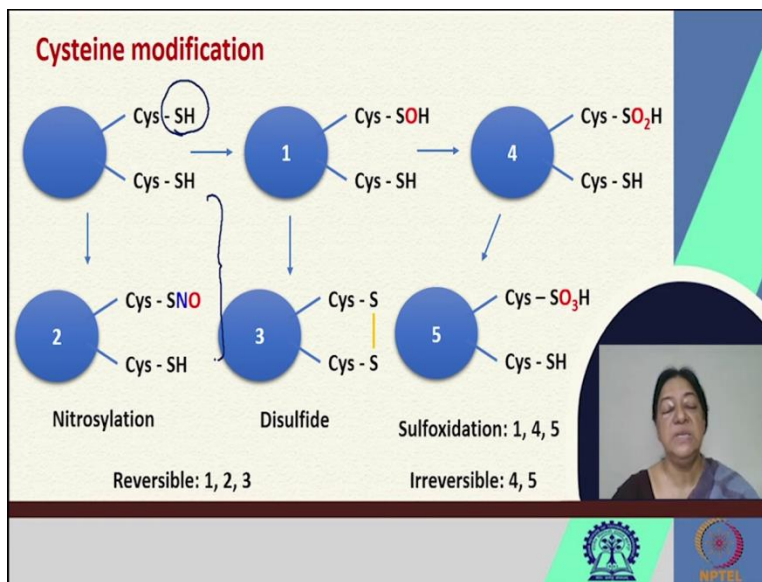 Cysteine modification
Cys - SH
Cys - SH
1
Cys - SOH
Cys - SH
4
Cys - SO₂H
Cys - SH
2
Cys - SNO
Cys - SH
3
Cys - S
Cys - S
5
Cys – SO₃H
Cys - SH
Nitrosylation
Disulfide
Sulfoxidation: 1, 4, 5
Reversible: 1, 2, 3
Irreversible: 4, 5
NPTEL